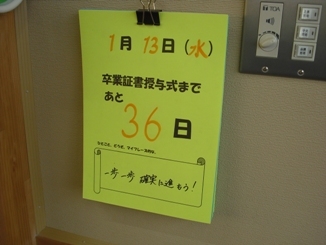 1月13日(水)
卒業証書授与式まで
あと
36日
一歩一歩 確実に進もう!
TOA